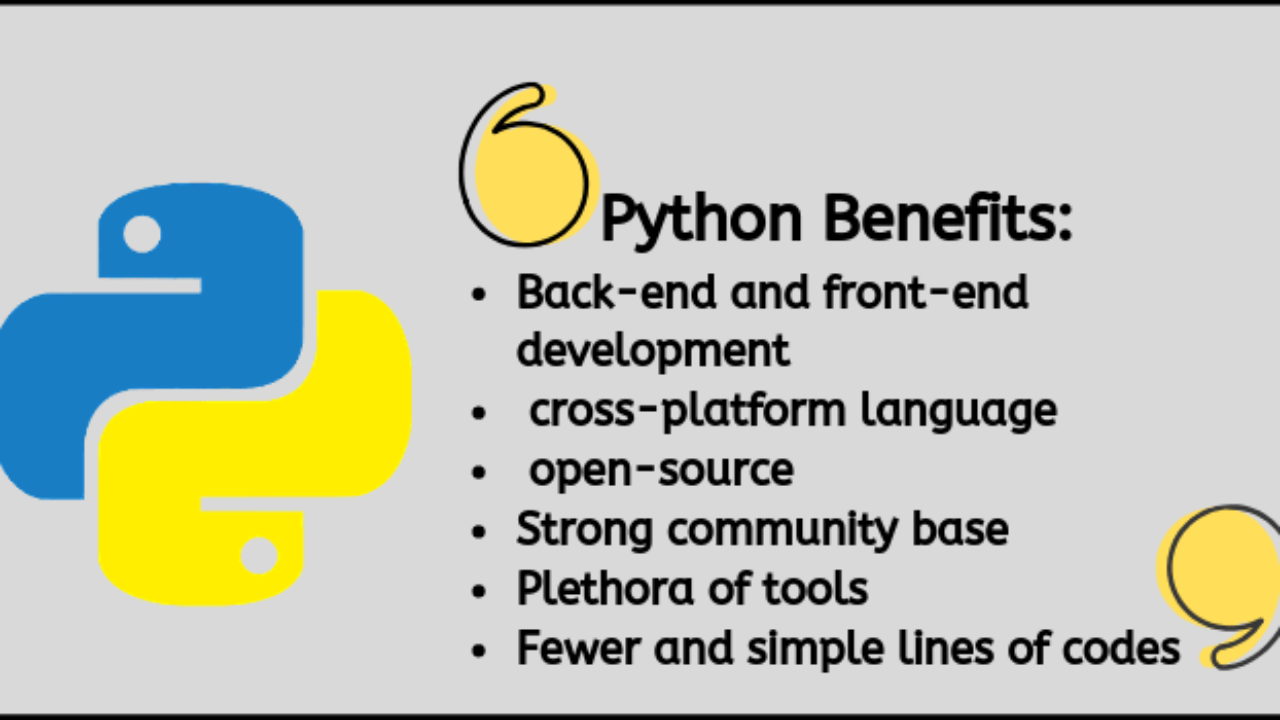 Python Benefits:
• Back-end and front-end
development
• cross-platform language
• open-source
• Strong community base
• Plethora of tools
• Fewer and simple lines of codes